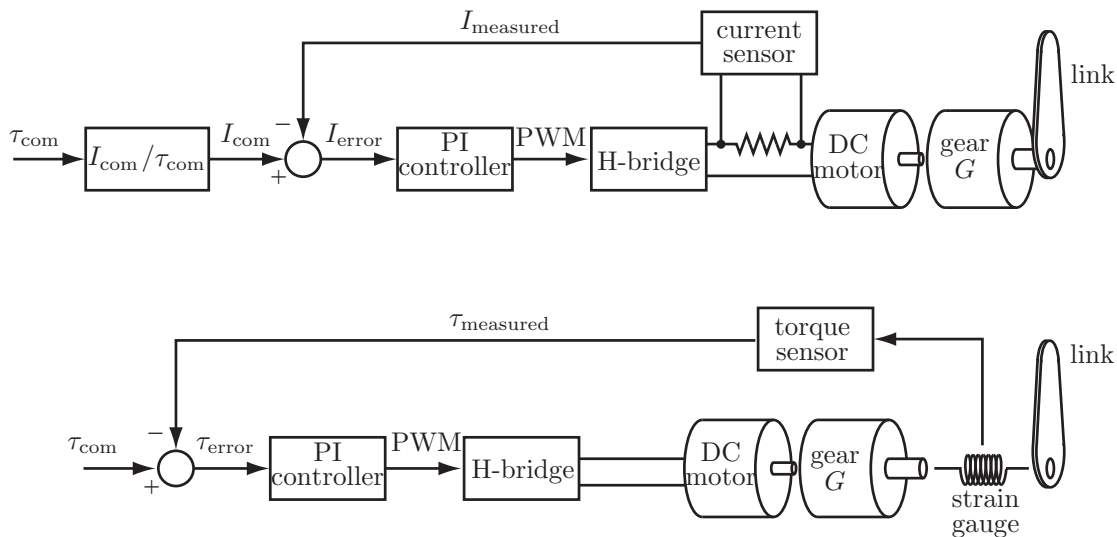 I_measured
current
sensor
link
τ_com
I_com/τ_com
I_com
−
+
I_error
PI
controller
PWM
H-bridge
DC
motor
gear
G
τ_measured
torque
sensor
link
τ_com
−
+
τ_error
PI
controller
PWM
H-bridge
DC
motor
gear
G
strain
gauge